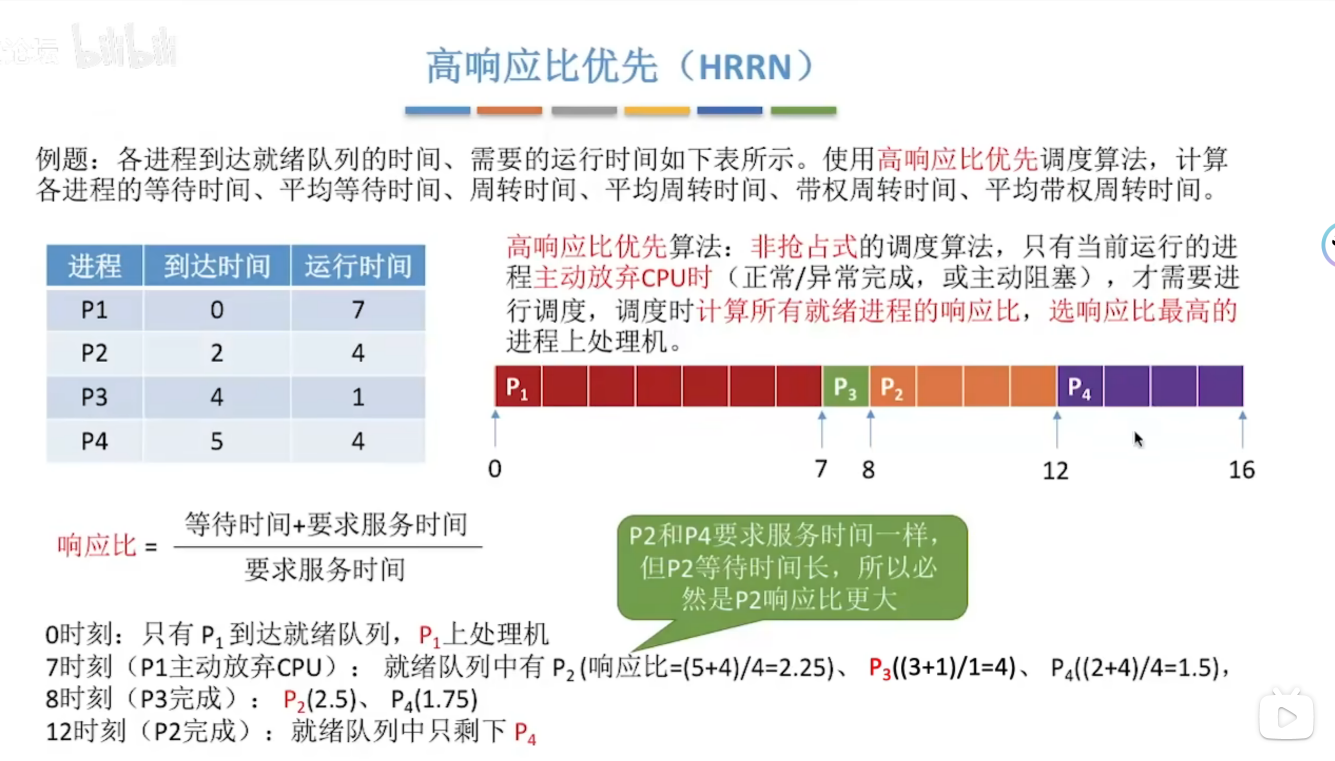 论坛 bilibili
高响应比优先（HRRN）
例题：各进程到达就绪队列的时间、需要的运行时间如下表所示。使用高响应比优先调度算法，计算
各进程的等待时间、平均等待时间、周转时间、平均周转时间、带权周转时间、平均带权周转时间。
进程 到达时间 运行时间
P1 0 7
P2 2 4
P3 4 1
P4 5 4
高响应比优先算法：非抢占式的调度算法，只有当前运行的进
程主动放弃CPU时（正常/异常完成，或主动阻塞），才需要进
行调度，调度时计算所有就绪进程的响应比，选响应比最高的
进程上处理机。
P₁ P₃ P₂ P₄
0 7 8 12 16
响应比 =
等待时间+要求服务时间
要求服务时间
P2和P4要求服务时间一样，
但P2等待时间长，所以必
然是P2响应比更大
0时刻：只有 P₁ 到达就绪队列，P₁上处理机
7时刻（P1主动放弃CPU）： 就绪队列中有 P₂ (响应比=(5+4)/4=2.25)、 P₃((3+1)/1=4)、 P₄((2+4)/4=1.5)，
8时刻（P3完成）： P₂(2.5)、 P₄(1.75)
12时刻（P2完成）：就绪队列中只剩下 P₄